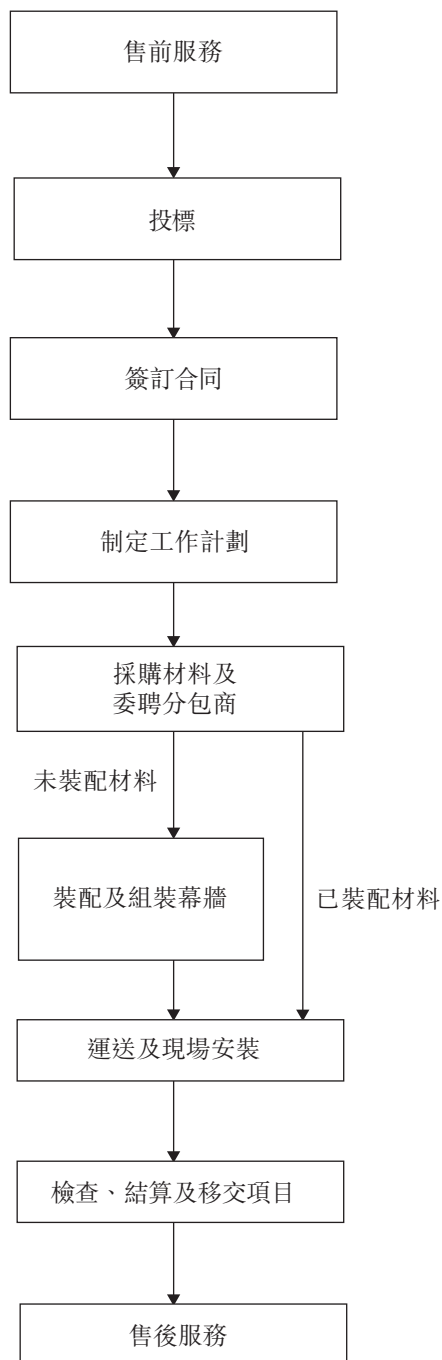 售前服務
投標
簽訂合同
制定工作計劃
採購材料及
委聘分包商
未裝配材料
裝配及組裝幕牆
已裝配材料
運送及現場安裝
檢查、結算及移交項目
售後服務